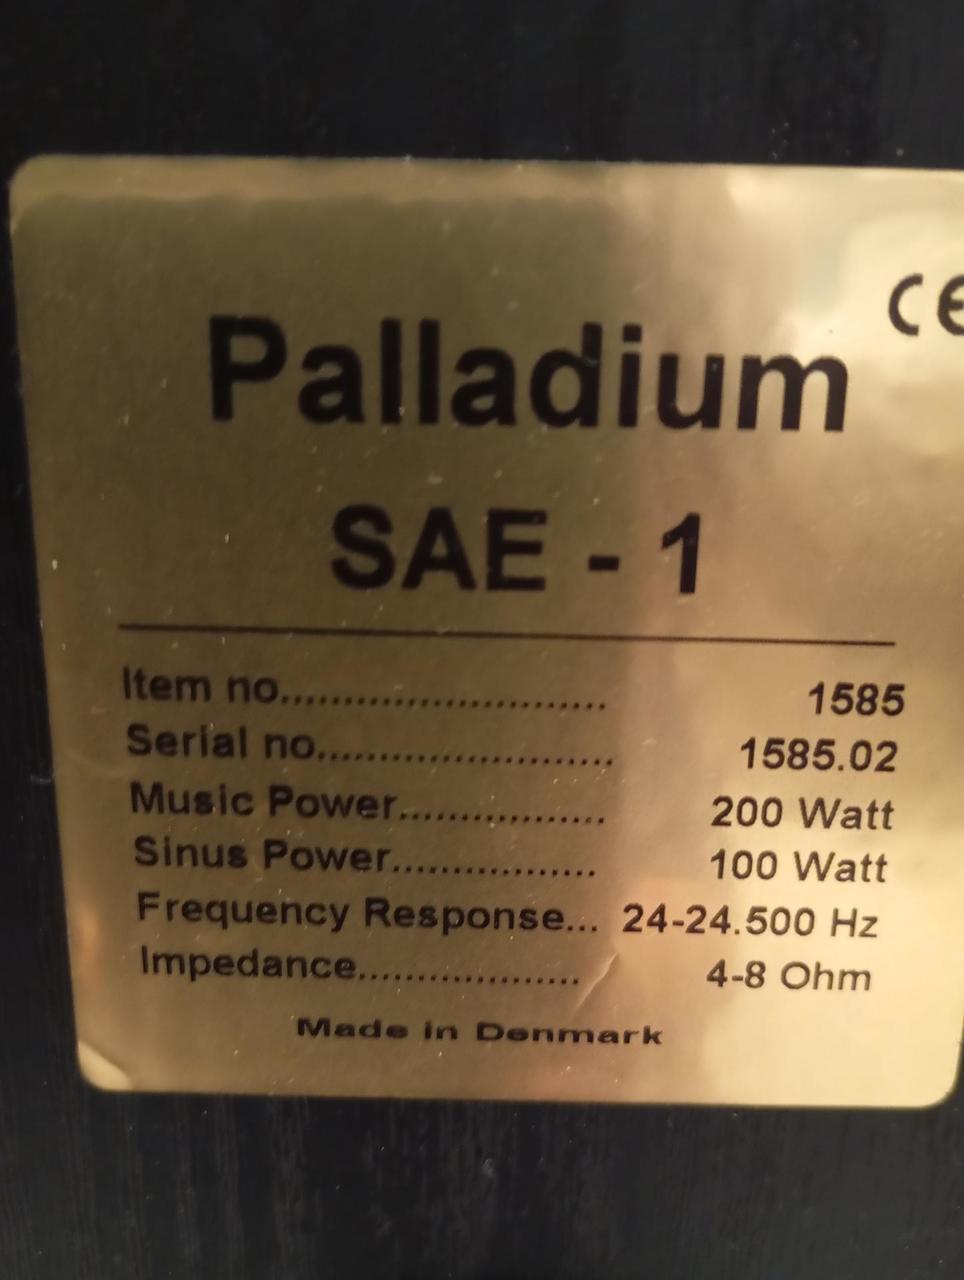 CE
Palladium
SAE - 1
Item no.......................... 1585
Serial no........................ 1585.02
Music Power................. 200 Watt
Sinus Power................. 100 Watt
Frequency Response... 24-24.500 Hz
Impedance.................. 4-8 Ohm
Made in Denmark